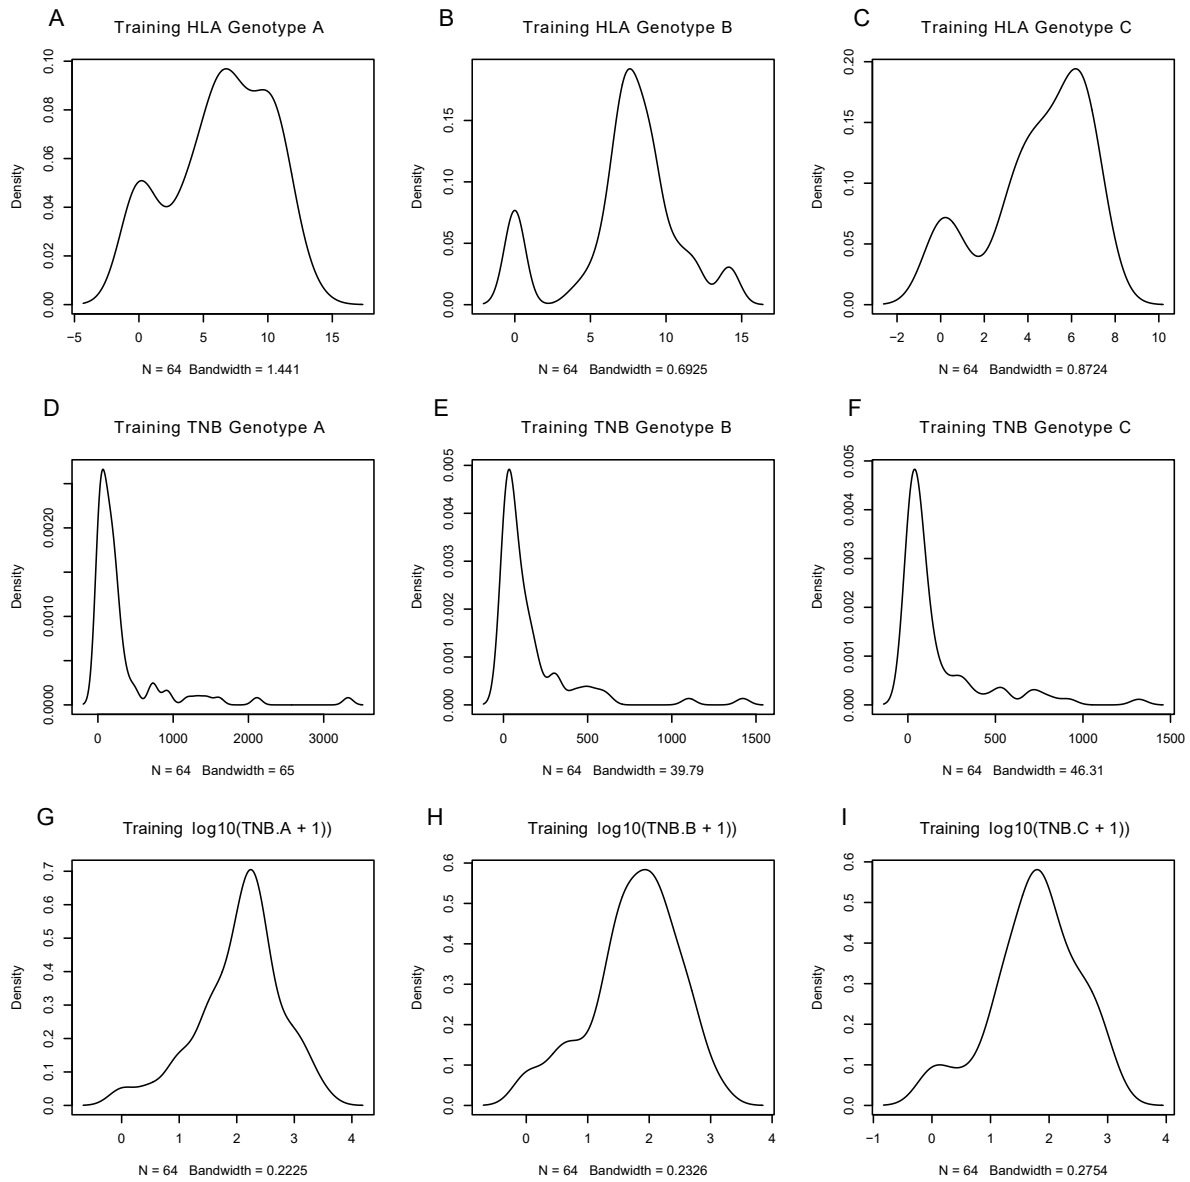 A
Training HLA Genotype A
Density
0.00 0.02 0.04 0.06 0.08 0.10
−5 0 5 10 15
N = 64 Bandwidth = 1.441
B
Training HLA Genotype B
Density
0.00 0.05 0.10 0.15
0 5 10 15
N = 64 Bandwidth = 0.6925
C
Training HLA Genotype C
Density
0.00 0.05 0.10 0.15 0.20
−2 0 2 4 6 8 10
N = 64 Bandwidth = 0.8724
D
Training TNB Genotype A
Density
0.0000 0.0010 0.0020
0 1000 2000 3000
N = 64 Bandwidth = 65
E
Training TNB Genotype B
Density
0.000 0.001 0.002 0.003 0.004 0.005
0 500 1000 1500
N = 64 Bandwidth = 39.79
F
Training TNB Genotype C
Density
0.000 0.001 0.002 0.003 0.004 0.005
0 500 1000 1500
N = 64 Bandwidth = 46.31
G
Training log10(TNB.A + 1))
Density
0.0 0.1 0.2 0.3 0.4 0.5 0.6 0.7
0 1 2 3 4
N = 64 Bandwidth = 0.2225
H
Training log10(TNB.B + 1))
Density
0.0 0.1 0.2 0.3 0.4 0.5 0.6
0 1 2 3 4
N = 64 Bandwidth = 0.2326
I
Training log10(TNB.C + 1))
Density
0.0 0.1 0.2 0.3 0.4 0.5 0.6
−1 0 1 2 3 4
N = 64 Bandwidth = 0.2754